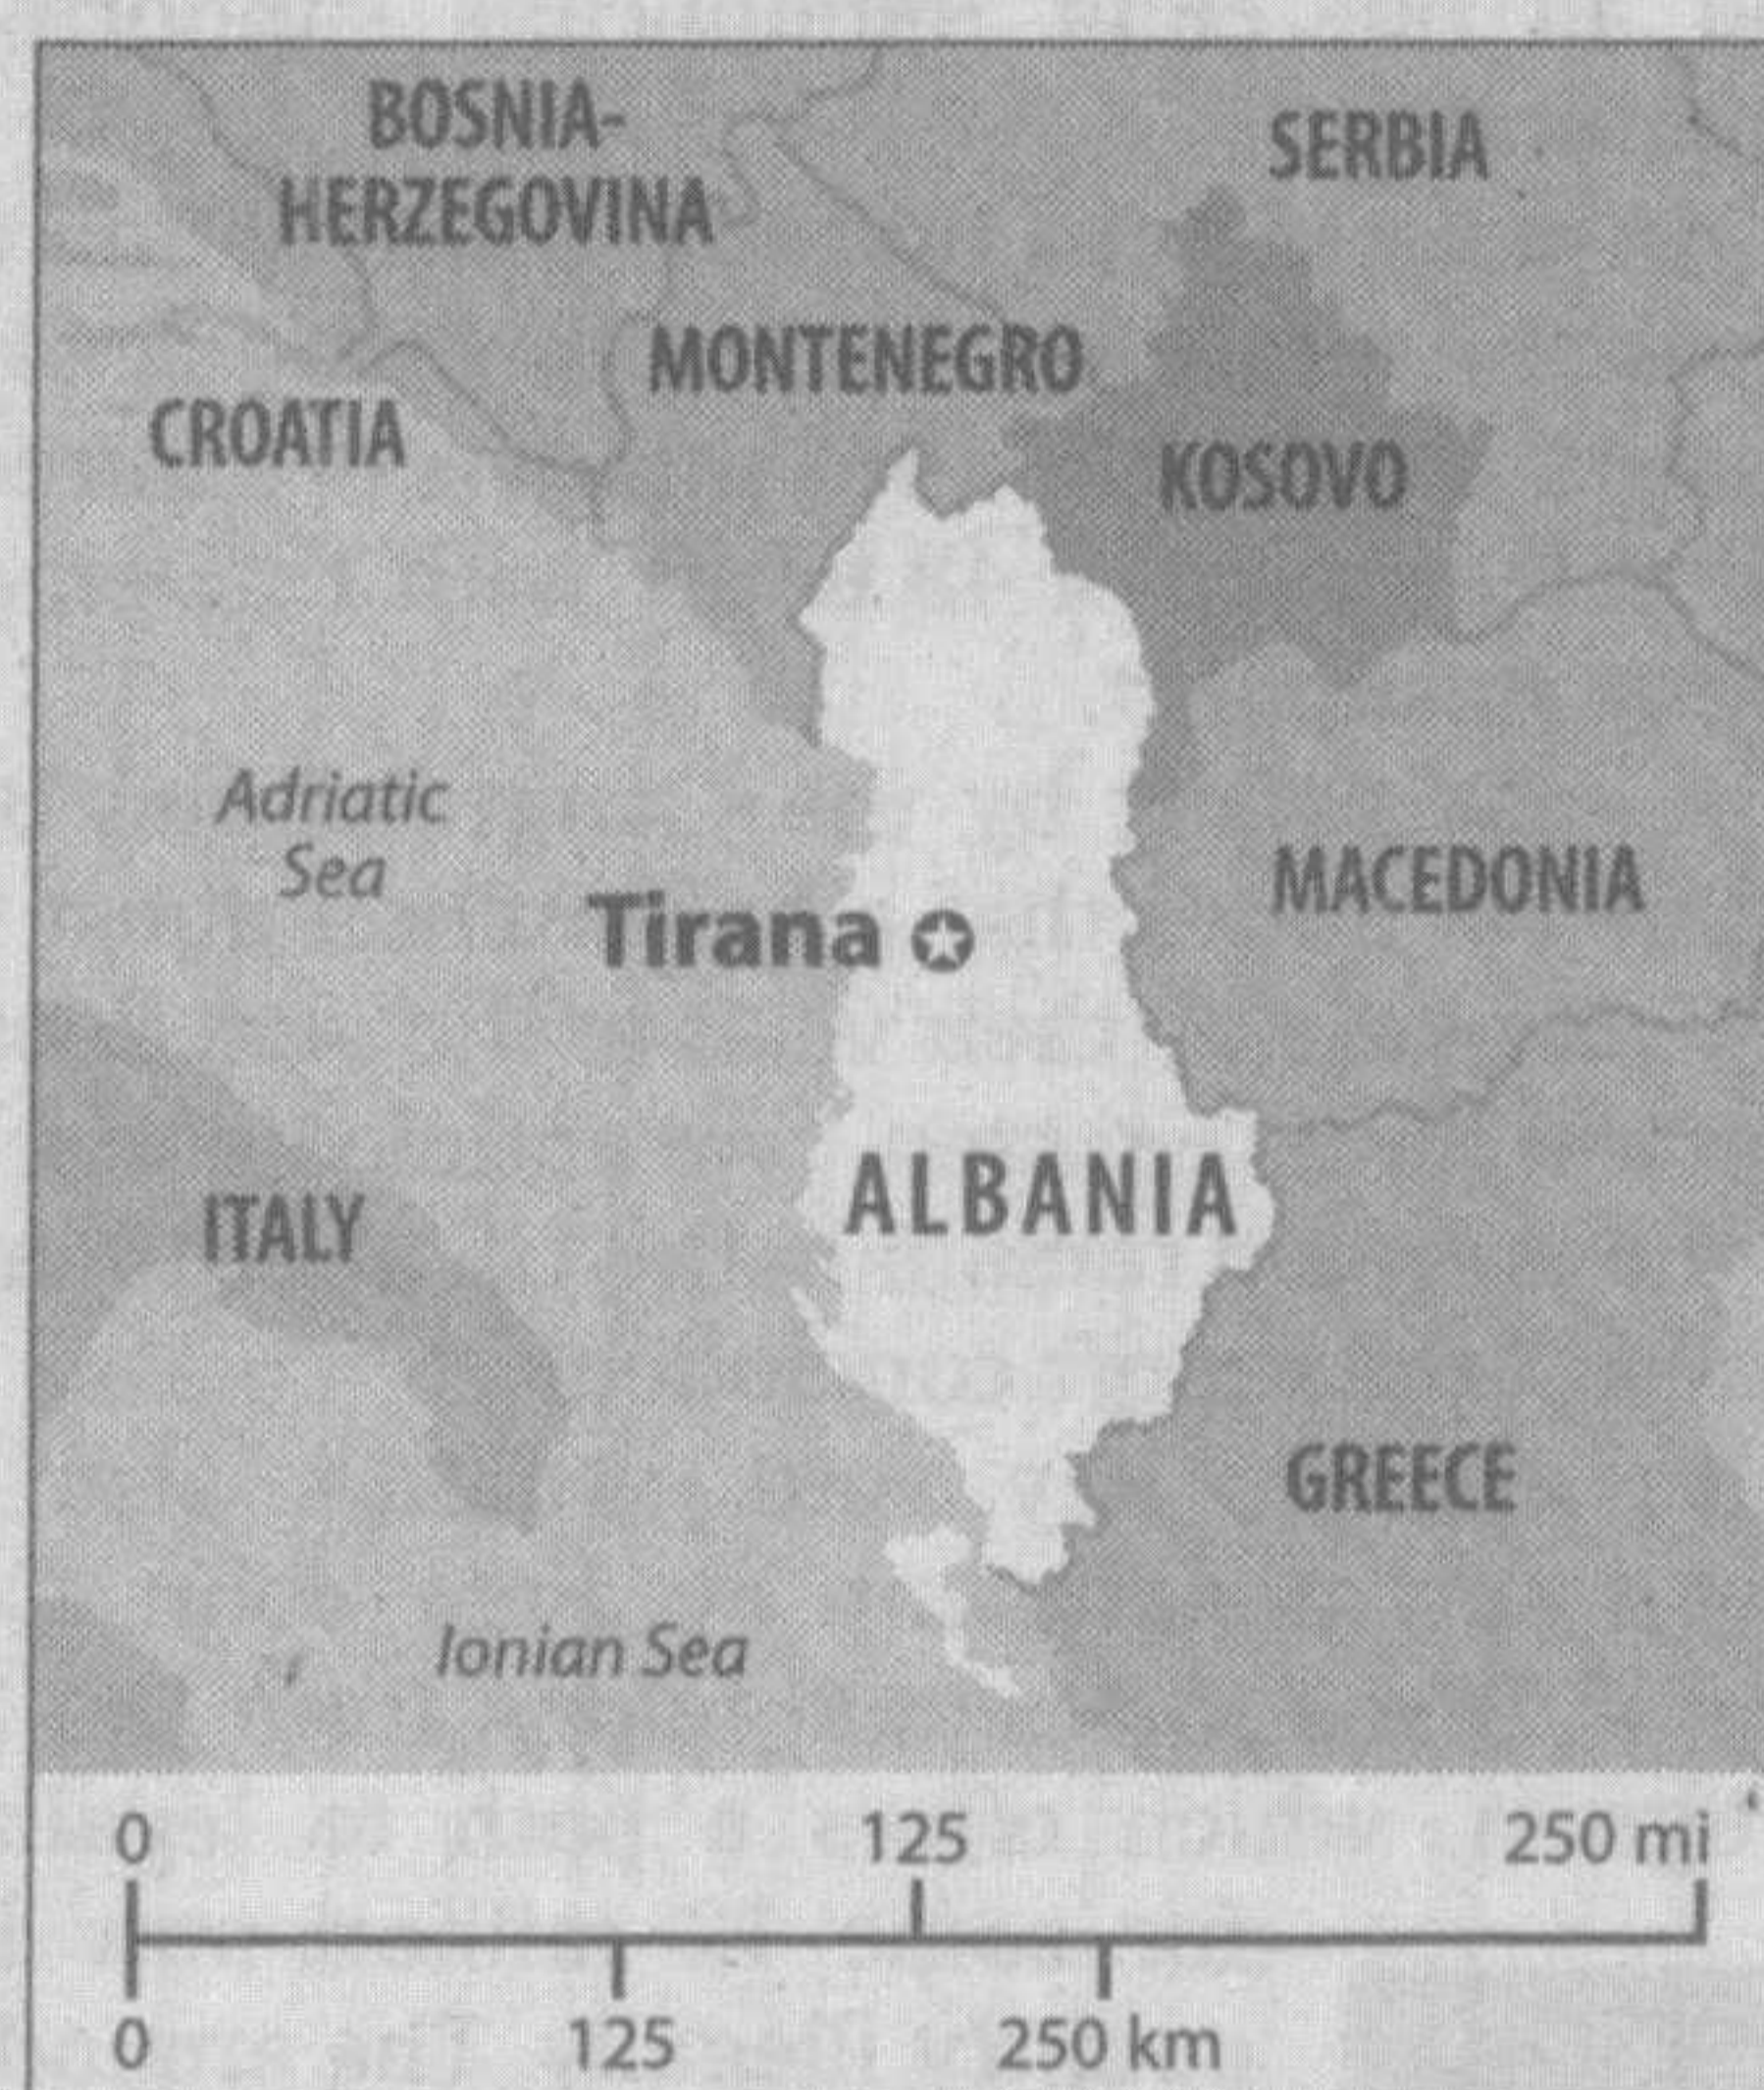 BOSNIA-
HERZEGOVINA
SERBIA
MONTENEGRO
CROATIA
KOSOVO
Adriatic
Sea
Tirana
MACEDONIA
ALBANIA
ITALY
GREECE
Ionian Sea
0 125 250 mi
0 125 250 km